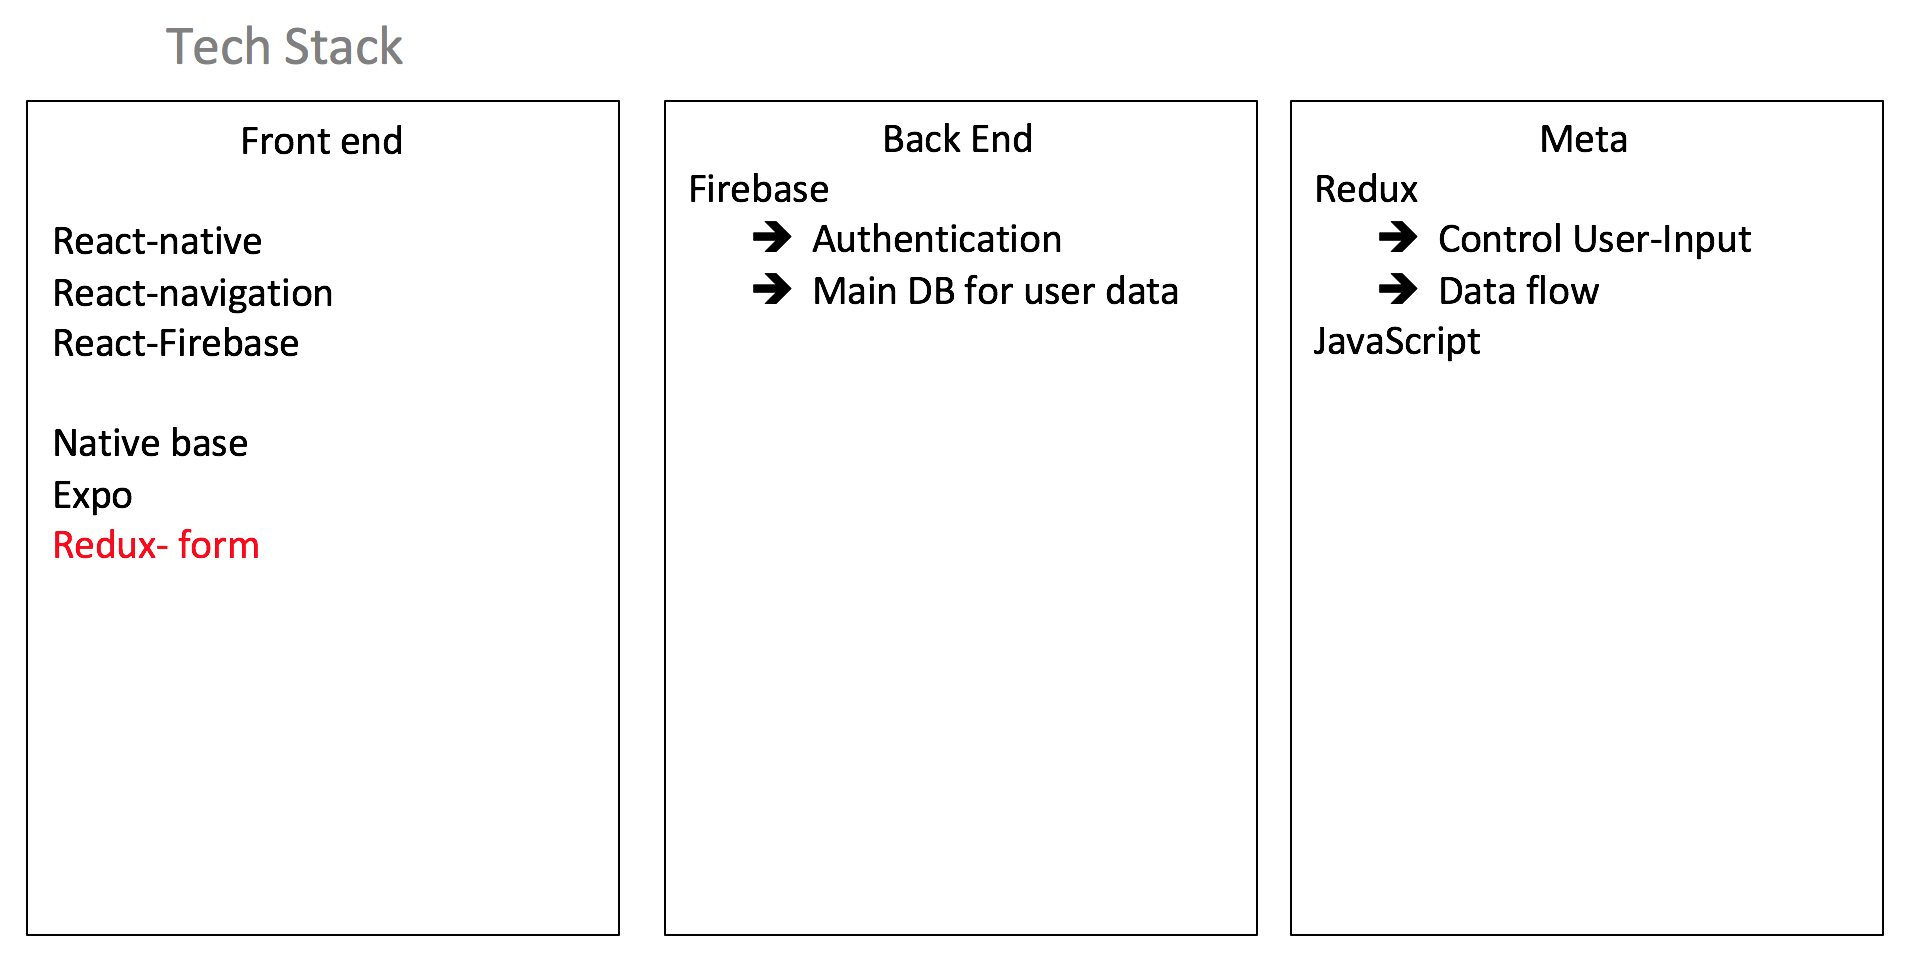 Tech Stack
Front end
React-native
React-navigation
React-Firebase
Native base
Expo
Redux- form
Back End
Firebase
➔ Authentication
➔ Main DB for user data
Meta
Redux
➔ Control User-Input
➔ Data flow
JavaScript